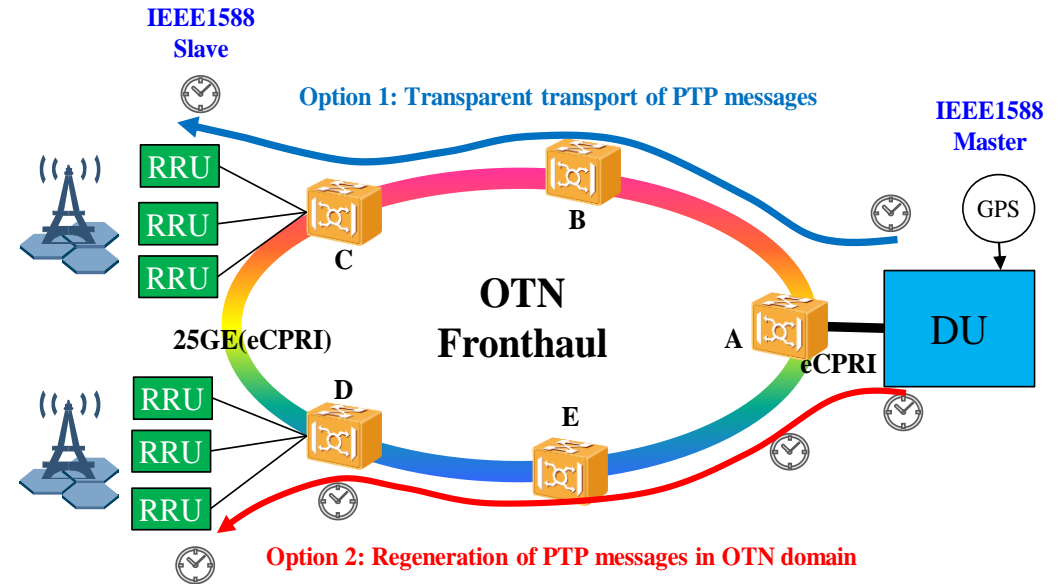 IEEE1588
Slave
Option 1: Transparent transport of PTP messages
IEEE1588
Master
GPS
RRU
RRU
RRU
B
C
OTN
Fronthaul
25GE(eCPRI)
A
eCPRI
DU
RRU
RRU
RRU
D
E
Option 2: Regeneration of PTP messages in OTN domain